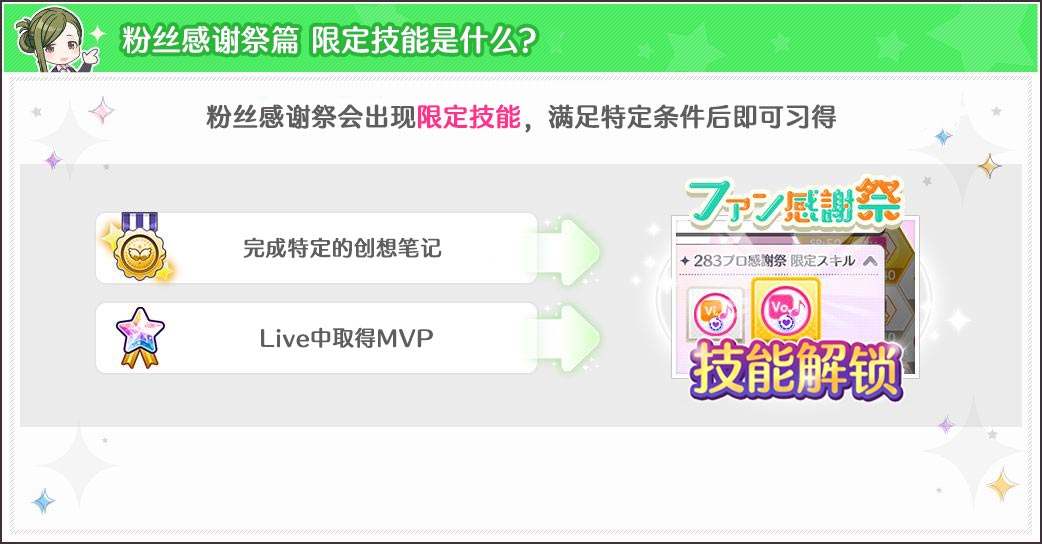 粉丝感谢祭篇 限定技能是什么?
粉丝感谢祭会出现限定技能，满足特定条件后即可习得
完成特定的创想笔记
Live中取得MVP
ファン感謝祭
283プロ感謝祭 限定スキル
Vi
Vo
技能解锁